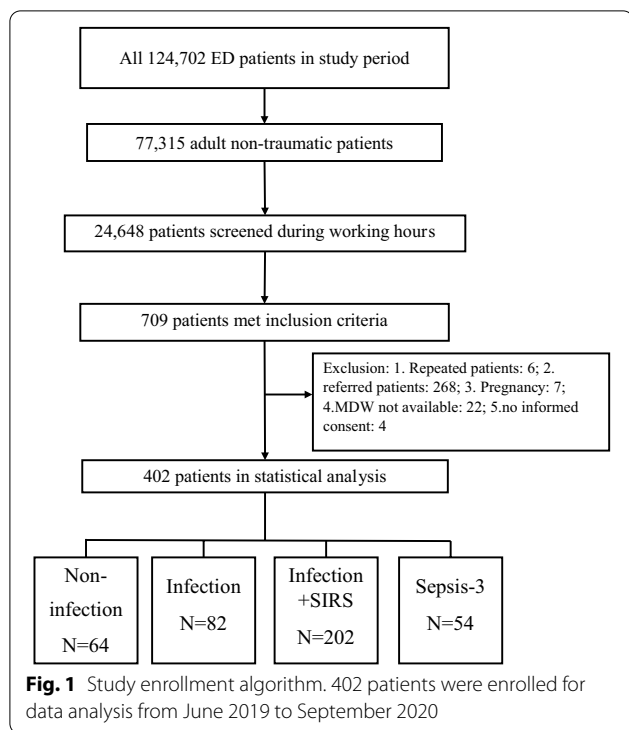 All 124,702 ED patients in study period
77,315 adult non-traumatic patients
24,648 patients screened during working hours
709 patients met inclusion criteria
Exclusion: 1. Repeated patients: 6; 2.
referred patients: 268; 3. Pregnancy: 7;
4.MDW not available: 22; 5.no informed
consent: 4
402 patients in statistical analysis
Non-
infection
N=64
Infection
N=82
Infection
+SIRS
N=202
Sepsis-3
N=54
Fig. 1 Study enrollment algorithm. 402 patients were enrolled for
data analysis from June 2019 to September 2020